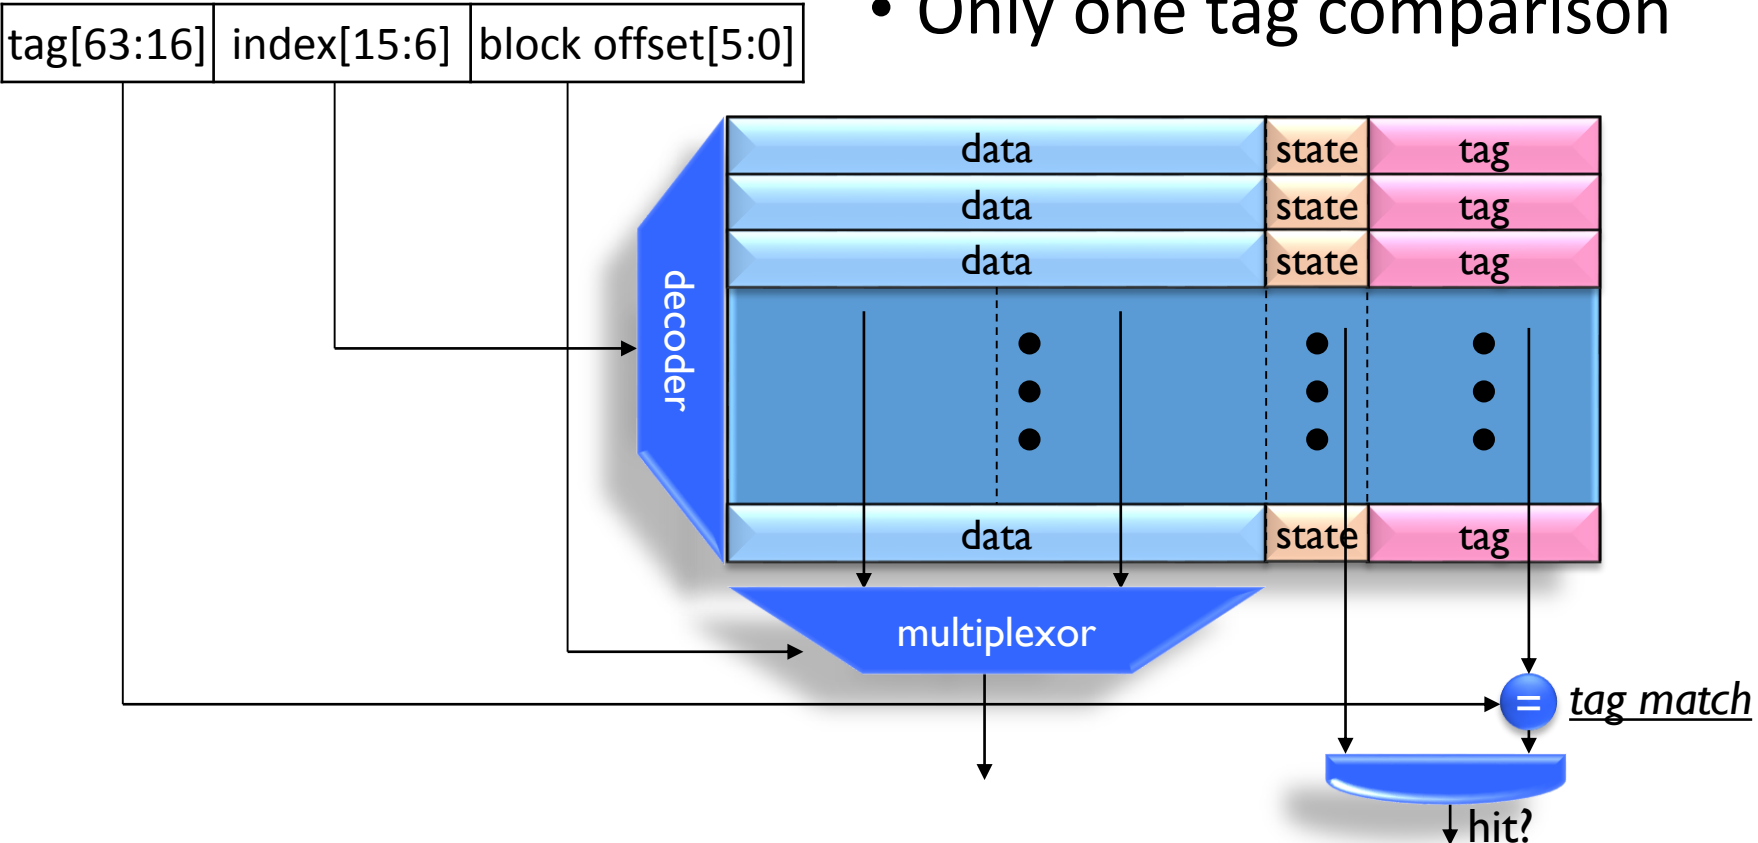 • Only one tag comparison
tag[63:16] index[15:6] block offset[5:0]
data state tag
data state tag
data state tag
decoder
data state tag
multiplexor
= tag match
hit?